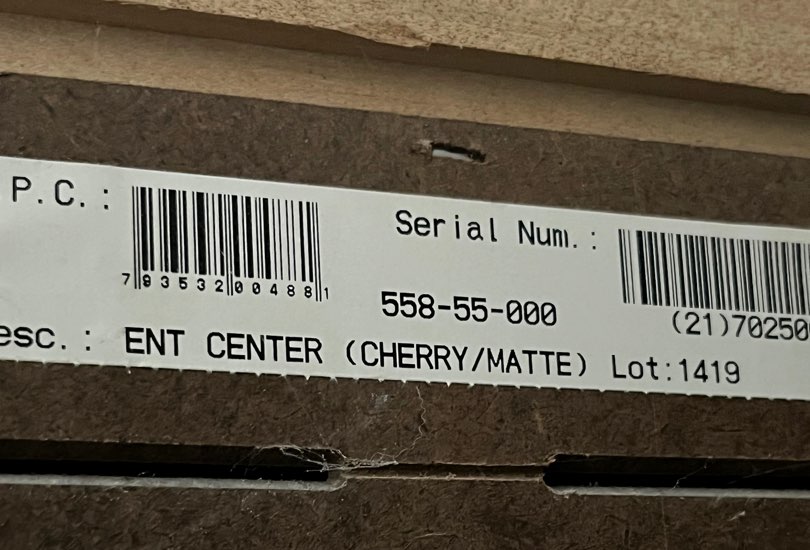 P.C.:
7 93532 00488 1
Serial Num.:
558-55-000
(21)70250
esc.: ENT CENTER (CHERRY/MATTE) Lot:1419